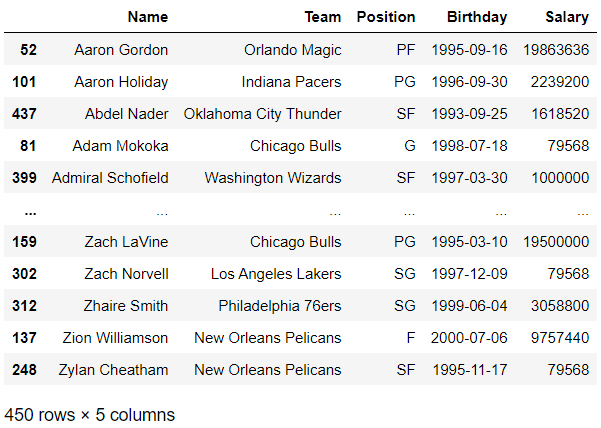 Name Team Position Birthday Salary
52 Aaron Gordon Orlando Magic PF 1995-09-16 19863636
101 Aaron Holiday Indiana Pacers PG 1996-09-30 2239200
437 Abdel Nader Oklahoma City Thunder SF 1993-09-25 1618520
81 Adam Mokoka Chicago Bulls G 1998-07-18 79568
399 Admiral Schofield Washington Wizards SF 1997-03-30 1000000
... ... ... ... ... ...
159 Zach LaVine Chicago Bulls PG 1995-03-10 19500000
302 Zach Norvell Los Angeles Lakers SG 1997-12-09 79568
312 Zhaire Smith Philadelphia 76ers SG 1999-06-04 3058800
137 Zion Williamson New Orleans Pelicans F 2000-07-06 9757440
248 Zylan Cheatham New Orleans Pelicans SF 1995-11-17 79568
450 rows × 5 columns